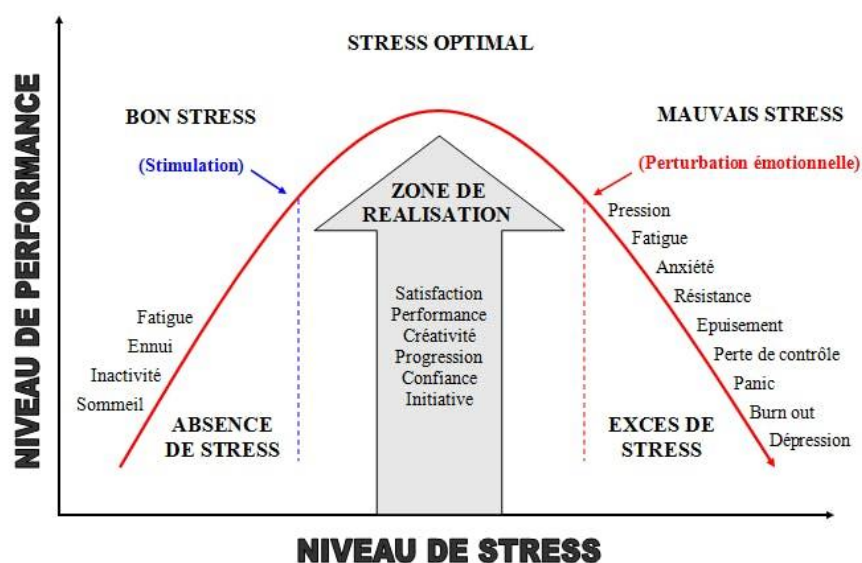 STRESS OPTIMAL
BON STRESS
(Stimulation)
MAUVAIS STRESS
(Perturbation émotionnelle)
ZONE DE
REALISATION
Satisfaction
Performance
Créativité
Progression
Confiance
Initiative
Fatigue
Ennui
Inactivité
Sommeil
ABSENCE
DE STRESS
Pression
Fatigue
Anxiété
Résistance
Epuisement
Perte de contrôle
Panic
Burn out
Dépression
EXCES DE
STRESS
NIVEAU DE PERFORMANCE
NIVEAU DE STRESS